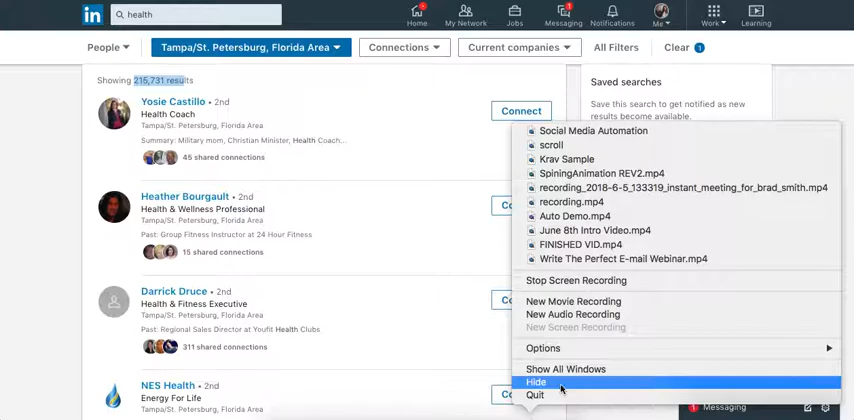 in
health
Home
My Network
Jobs
1
Messaging
Notifications
Me
Work
Learning
People
Tampa/St. Petersburg, Florida Area
Connections
Current companies
All Filters
Clear 1
Showing 215,731 results
Yosie Castillo • 2nd
Health Coach
Tampa/St. Petersburg, Florida Area
Summary: Military mom, Christian Minister, Health Coach,...
45 shared connections
Connect
Heather Bourgault • 2nd
Health & Wellness Professional
Tampa/St. Petersburg, Florida Area
Past: Group Fitness Instructor at 24 Hour Fitness
15 shared connections
Co
Darrick Druce • 2nd
Health & Fitness Executive
Tampa/St. Petersburg, Florida Area
Past: Regional Sales Director at Youfit Health Clubs
311 shared connections
Co
NES Health • 2nd
Energy For Life
Tampa/St. Petersburg, Florida Area
Co
Saved searches
Save this search to get notified as new
results become available.
Social Media Automation
scroll
Krav Sample
SpiningAnimation REV2.mp4
recording_2018-6-5_133319_instant_meeting_for_brad_smith.mp4
recording.mp4
Auto Demo.mp4
June 8th Intro Video.mp4
FINISHED VID.mp4
Write The Perfect E-mail Webinar.mp4
Stop Screen Recording
New Movie Recording
New Audio Recording
New Screen Recording
Options
Show All Windows
Hide
Quit
1 Messaging